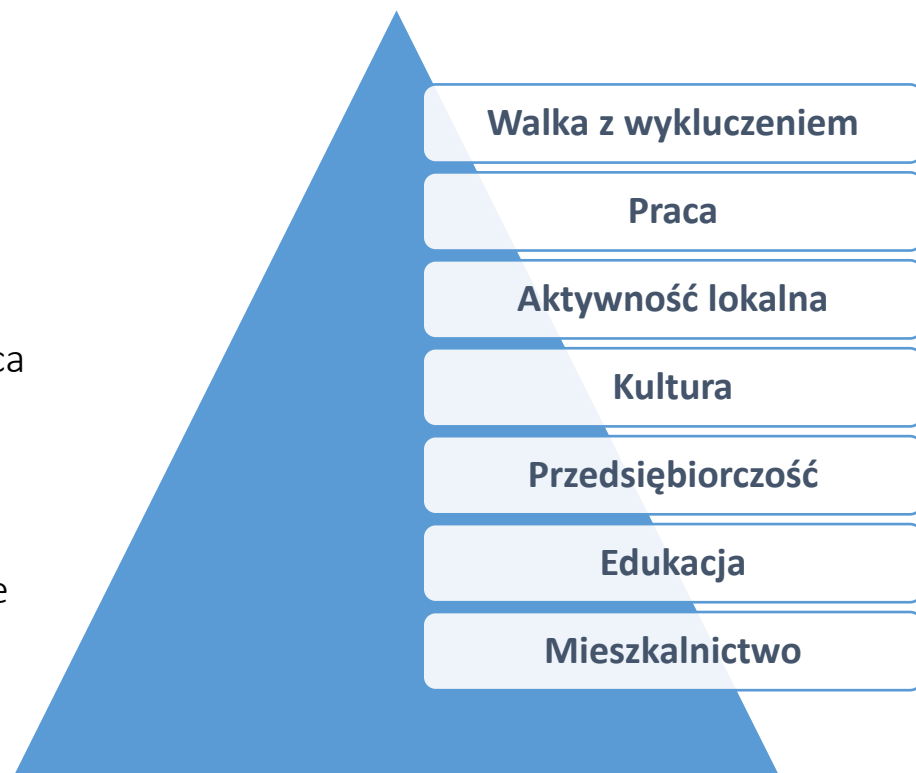 Walka z wykluczeniem
Praca
Aktywność lokalna
Kultura
Przedsiębiorczość
Edukacja
Mieszkalnictwo